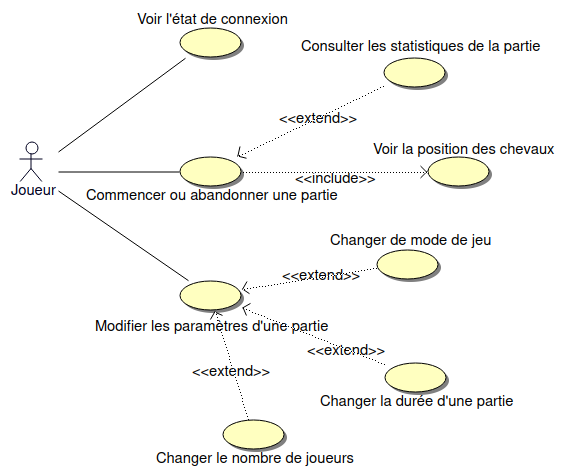 Voir l'état de connexion
Consulter les statistiques de la partie
<<extend>>
Voir la position des chevaux
<<include>>
Joueur
Commencer ou abandonner une partie
Changer de mode de jeu
<<extend>>
Modifier les paramètres d'une partie
<<extend>>
<<extend>>
Changer la durée d'une partie
Changer le nombre de joueurs